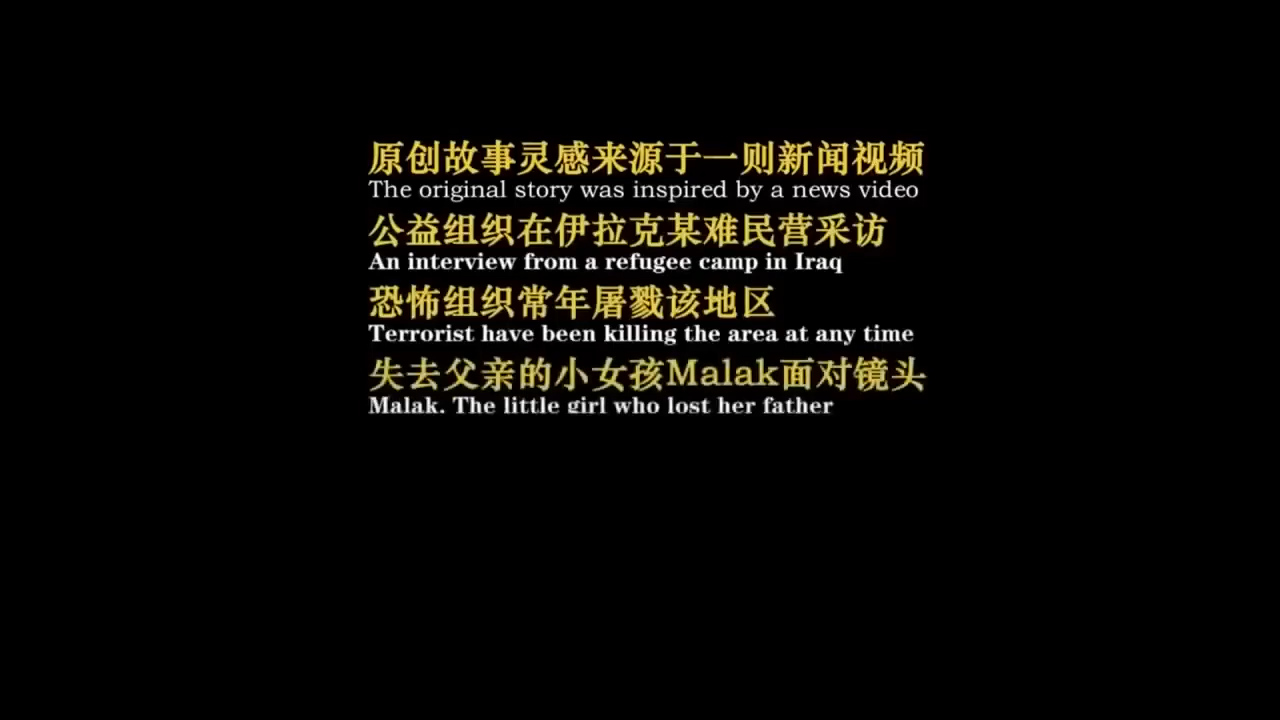 原创故事灵感来源于一则新闻视频
The original story was inspired by a news video
公益组织在伊拉克某难民营采访
An interview from a refugee camp in Iraq
恐怖组织常年屠戮该地区
Terrorist have been killing the area at any time
失去父亲的小女孩Malak面对镜头
Malak. The little girl who lost her father